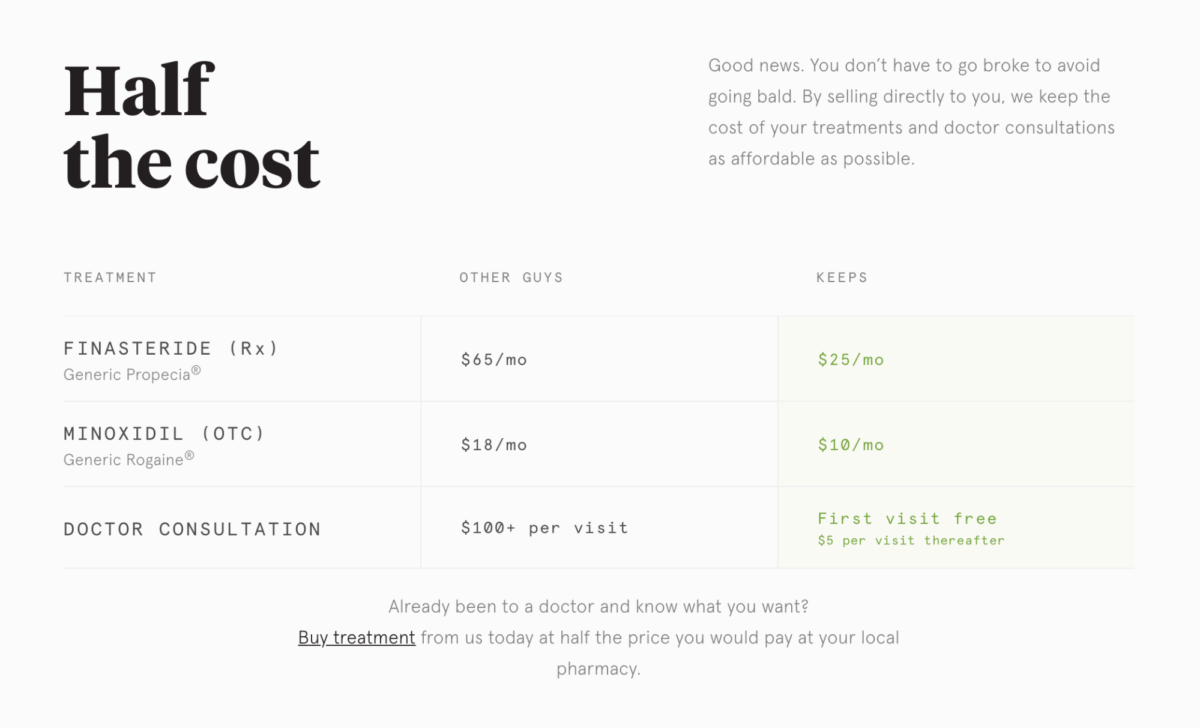 Half
the cost
Good news. You don’t have to go broke to avoid
going bald. By selling directly to you, we keep the
cost of your treatments and doctor consultations
as affordable as possible.
TREATMENT OTHER GUYS KEEPS
FINASTERIDE (Rx)
Generic Propecia®
$65/mo
$25/mo
MINOXIDIL (OTC)
Generic Rogaine®
$18/mo
$10/mo
DOCTOR CONSULTATION
$100+ per visit
First visit free
$5 per visit thereafter
Already been to a doctor and know what you want?
Buy treatment from us today at half the price you would pay at your local
pharmacy.